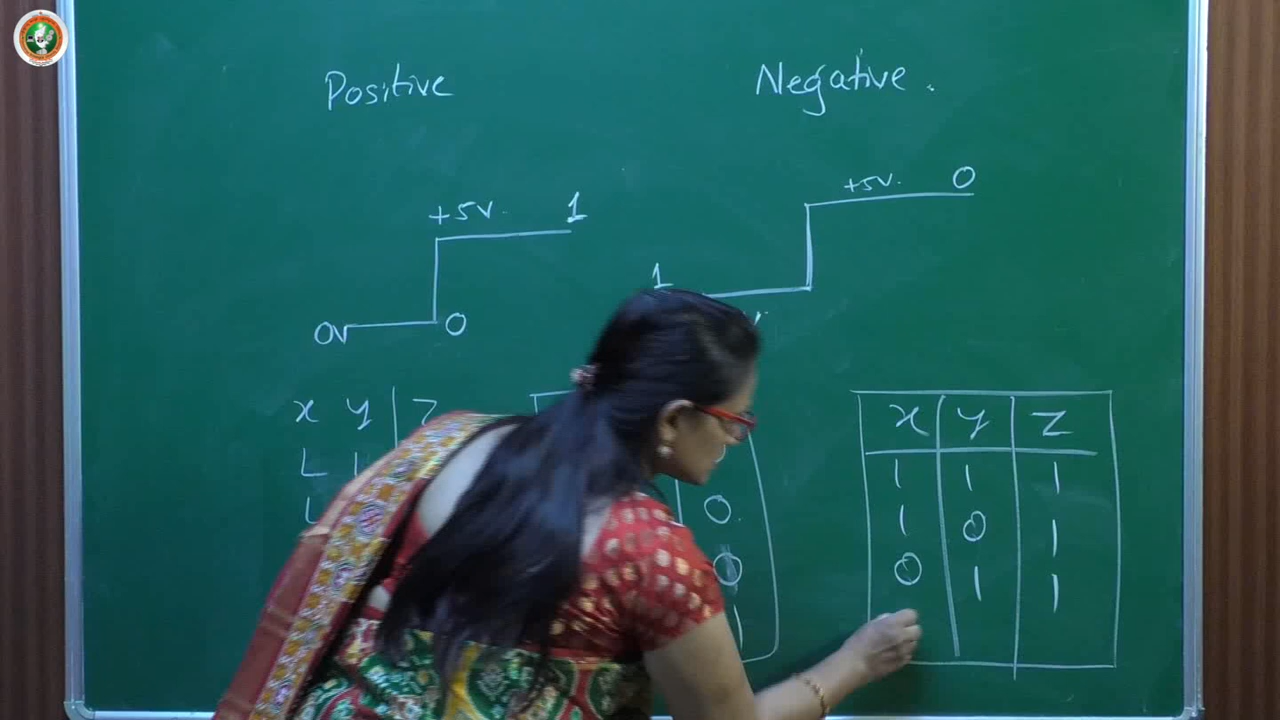 Positive
Negative.
+5V. 1
0V 0
+5V. 0
1
x y z
L
L
0.
0
1
x y z
1 1 1
1 0 1
0 1 1